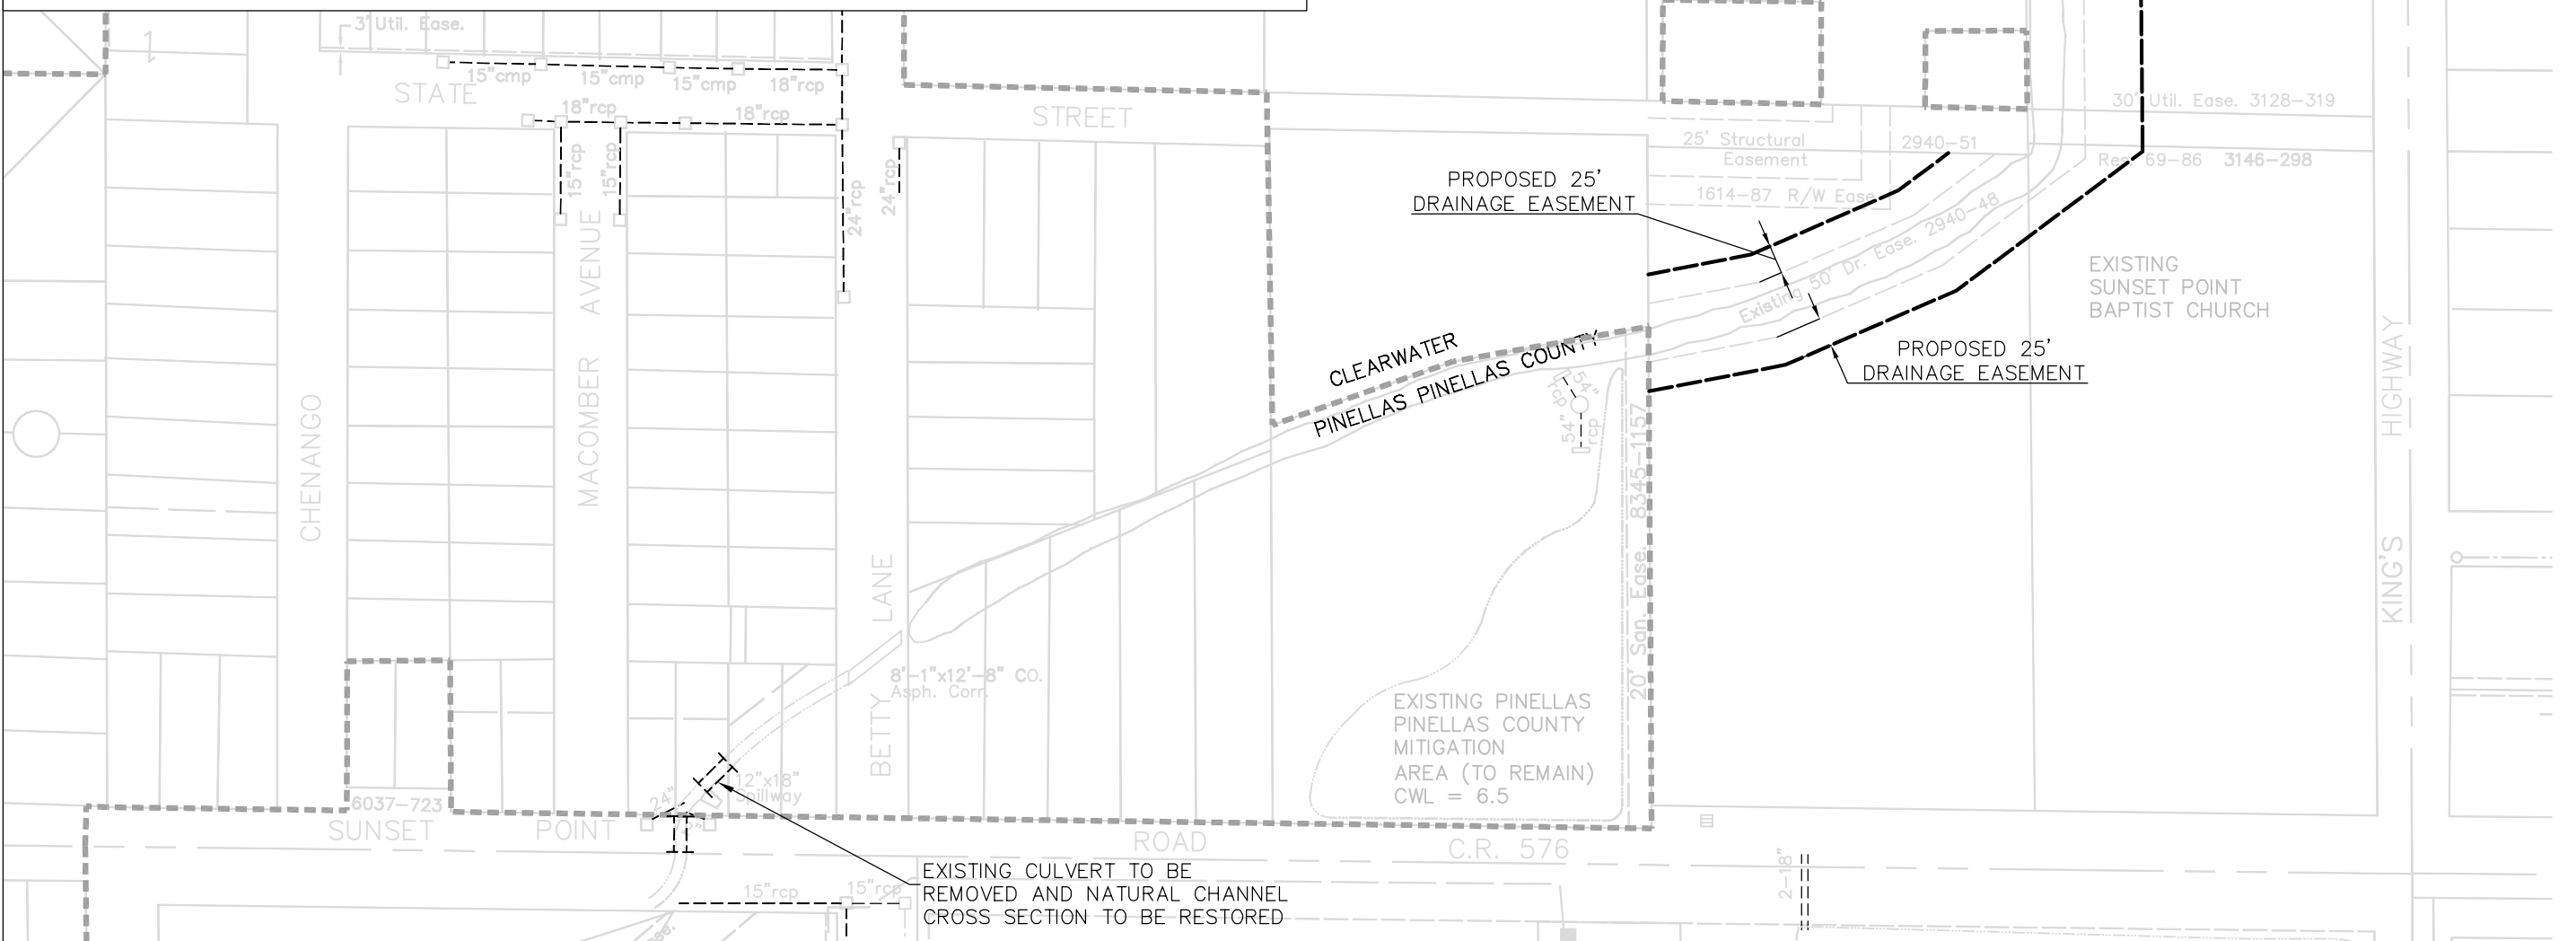 3' Util. Ease.
15"cmp
15"cmp
15"cmp
18"rcp
STATE
STREET
18"rcp
18"rcp
15"rcp
15"rcp
24"rcp
24"rcp
30' Util. Ease. 3128-319
25' Structural
Easement
2940-51
Res. 69-86 3146-298
1614-87 R/W Ease
PROPOSED 25'
DRAINAGE EASEMENT
Existing 50' Dr. Ease. 2940-48
EXISTING
SUNSET POINT
BAPTIST CHURCH
PROPOSED 25'
DRAINAGE EASEMENT
CLEARWATER
PINELLAS PINELLAS COUNTY
54"
rcp
54"
rcp
20' San. Ease. 8345-1157
CHENANGO
MACOMBER AVENUE
BETTY LANE
KING'S HIGHWAY
8'-1"x12'-8" CO.
Asph. Corr.
EXISTING PINELLAS
PINELLAS COUNTY
MITIGATION
AREA (TO REMAIN)
CWL = 6.5
12"x18"
Spillway
24"
6037-723
SUNSET POINT ROAD
C.R. 576
EXISTING CULVERT TO BE
REMOVED AND NATURAL CHANNEL
CROSS SECTION TO BE RESTORED
15"rcp
15"rcp
2-18"